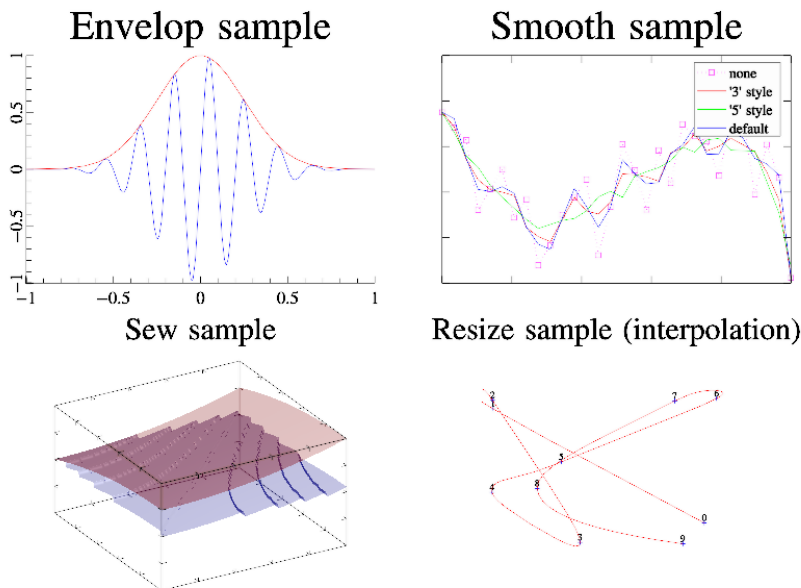 Envelop sample
1
0.5
0
−0.5
−1
−1
−0.5
0
0.5
1
Smooth sample
none
'3' style
'5' style
default
Sew sample
Resize sample (interpolation)
2
1
7
6
5
4
8
0
3
9